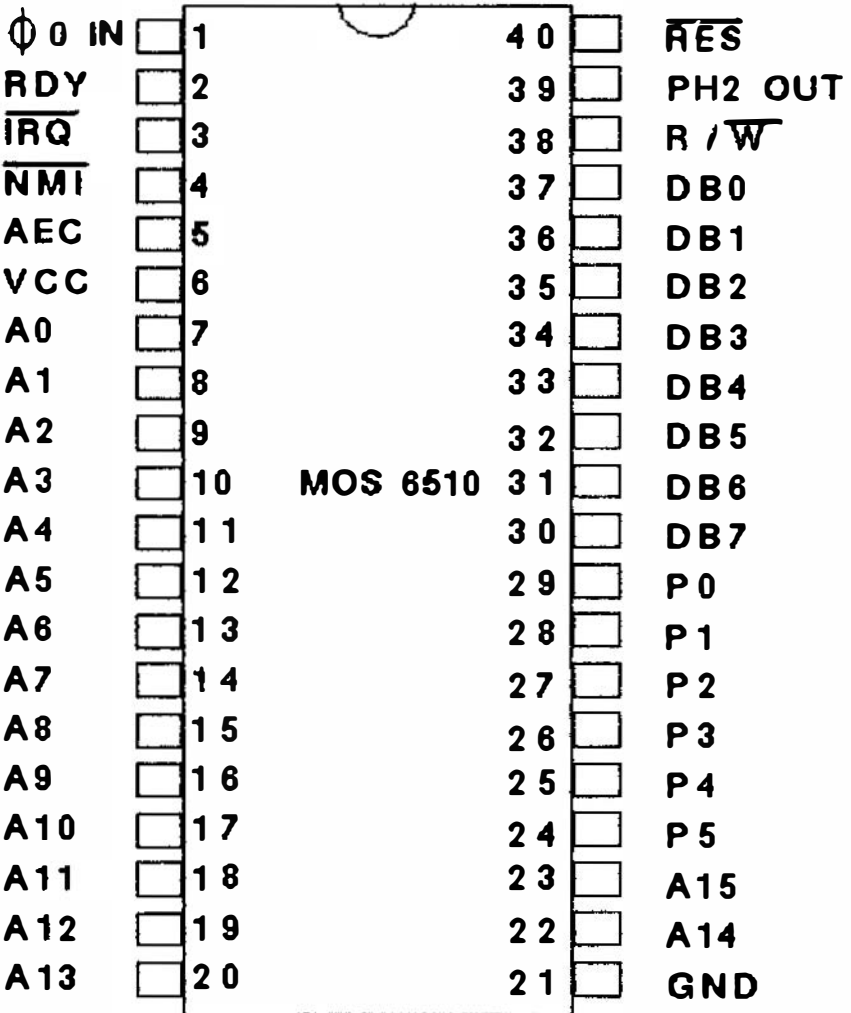 ϕ0 IN 1 40 R̅E̅S̅
RDY 2 39 PH2 OUT
I̅R̅Q̅ 3 38 R/W̅
N̅M̅I̅ 4 37 DB0
AEC 5 36 DB1
VCC 6 35 DB2
A0 7 34 DB3
A1 8 33 DB4
A2 9 32 DB5
A3 10 MOS 6510 31 DB6
A4 11 30 DB7
A5 12 29 P0
A6 13 28 P1
A7 14 27 P2
A8 15 26 P3
A9 16 25 P4
A10 17 24 P5
A11 18 23 A15
A12 19 22 A14
A13 20 21 GND